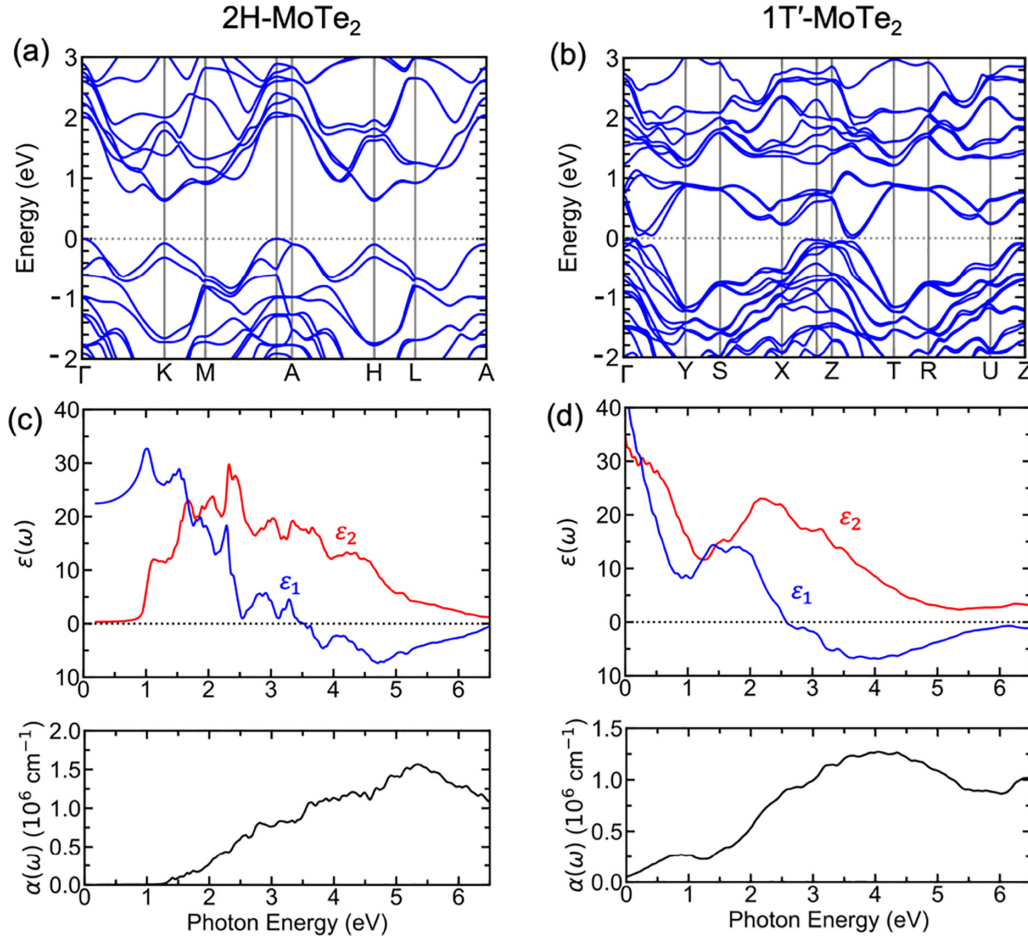 2H-MoTe₂ 1T′-MoTe₂
(a) (b)
Energy (eV) Energy (eV)
3 3
2 2
1 1
0 0
-1 -1
-2 -2
Γ K M A H L A Γ Y S X Z T R U Z
(c) (d)
ε(ω) ε(ω)
40 40
30 30
20 20
10 10
0 0
10 10
ε₂ ε₂
ε₁ ε₁
0 1 2 3 4 5 6 0 1 2 3 4 5 6
α(ω) (10⁶ cm⁻¹) α(ω) (10⁶ cm⁻¹)
2.0 1.5
1.5 1.0
1.0 0.5
0.5 0.0
0.0
0 1 2 3 4 5 6 0 1 2 3 4 5 6
Photon Energy (eV) Photon Energy (eV)